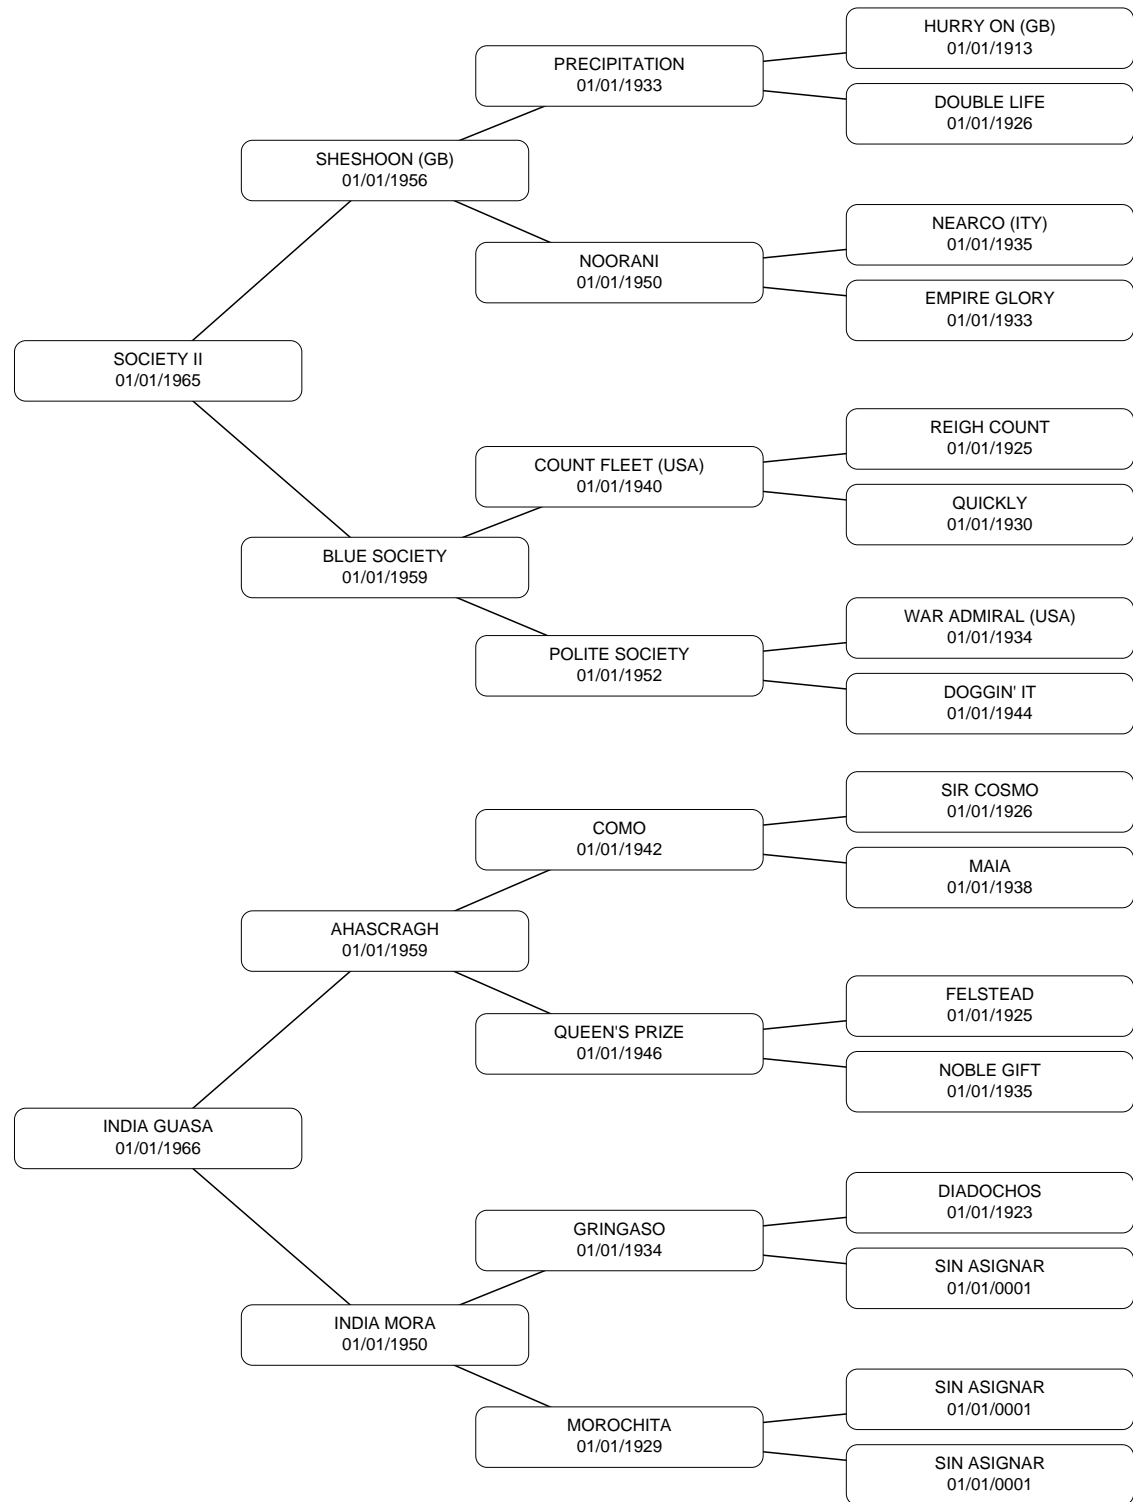 HURRY ON (GB)
01/01/1913
PRECIPITATION
01/01/1933
DOUBLE LIFE
01/01/1926
SHESHOON (GB)
01/01/1956
NEARCO (ITY)
01/01/1935
NOORANI
01/01/1950
EMPIRE GLORY
01/01/1933
SOCIETY II
01/01/1965
REIGH COUNT
01/01/1925
COUNT FLEET (USA)
01/01/1940
QUICKLY
01/01/1930
BLUE SOCIETY
01/01/1959
WAR ADMIRAL (USA)
01/01/1934
POLITE SOCIETY
01/01/1952
DOGGIN' IT
01/01/1944
SIR COSMO
01/01/1926
COMO
01/01/1942
MAIA
01/01/1938
AHASCRAGH
01/01/1959
FELSTEAD
01/01/1925
QUEEN'S PRIZE
01/01/1946
NOBLE GIFT
01/01/1935
INDIA GUASA
01/01/1966
DIADOCHOS
01/01/1923
GRINGASO
01/01/1934
SIN ASIGNAR
01/01/0001
INDIA MORA
01/01/1950
SIN ASIGNAR
01/01/0001
MOROCHITA
01/01/1929
SIN ASIGNAR
01/01/0001